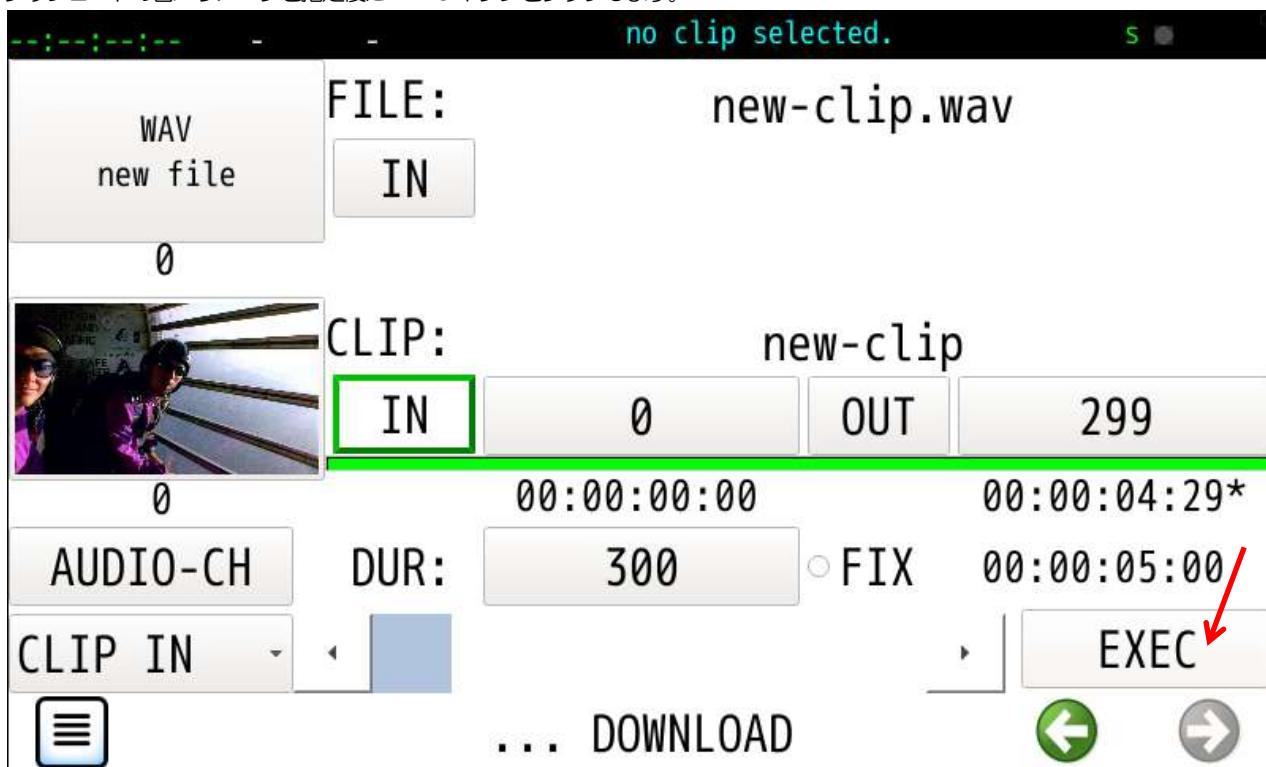 --:--:--:-- - - no clip selected. S
WAV
new file
FILE: new-clip.wav
IN
0
CLIP: new-clip
IN 0 OUT 299
0 00:00:00:00 00:00:04:29*
AUDIO-CH DUR: 300 FIX 00:00:05:00
CLIP IN EXEC
... DOWNLOAD